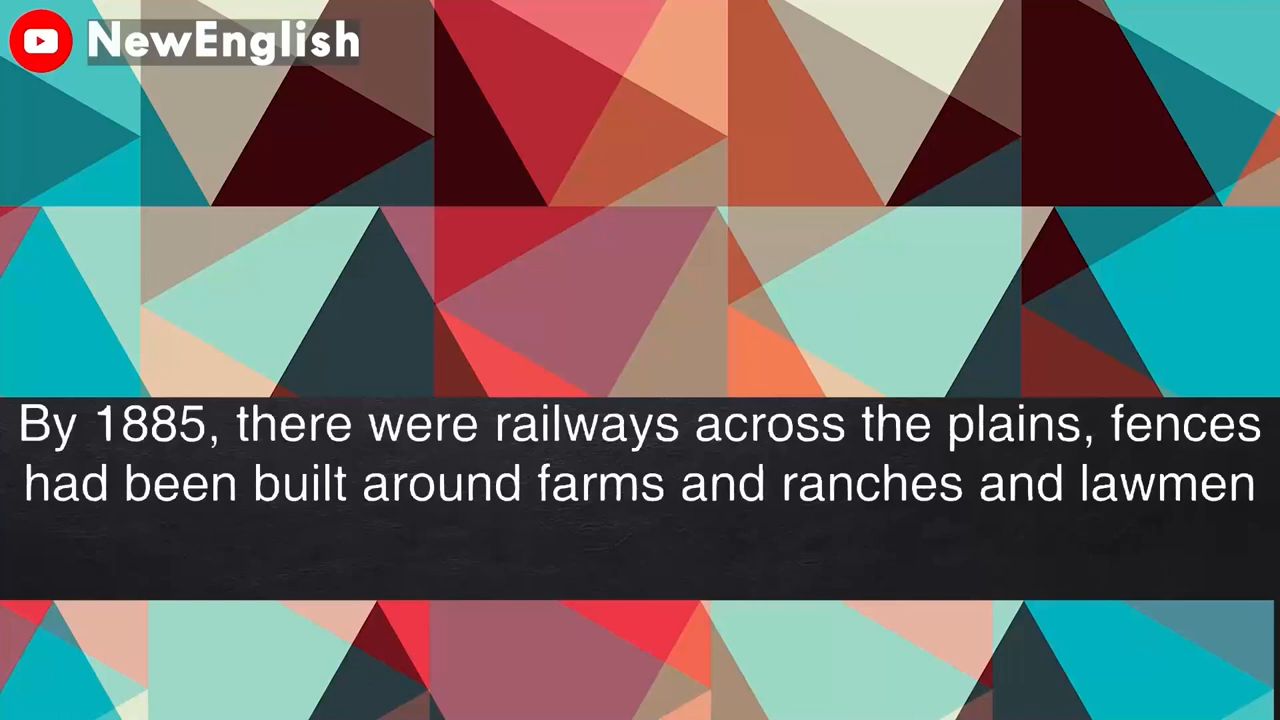 NewEnglish
By 1885, there were railways across the plains, fences
had been built around farms and ranches and lawmen